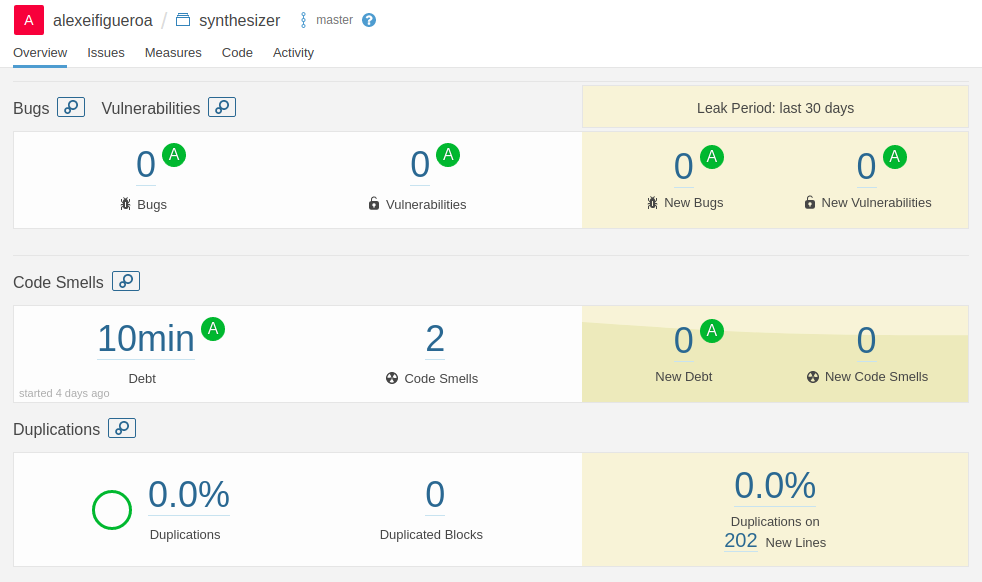 A alexeifigueroa / synthesizer master ?
Overview Issues Measures Code Activity
Bugs Vulnerabilities
Leak Period: last 30 days
0 A 0 A 0 A 0 A
Bugs Vulnerabilities New Bugs New Vulnerabilities
Code Smells
10min A 2 0 A 0
Debt Code Smells New Debt New Code Smells
started 4 days ago
Duplications
0.0% 0 0.0%
Duplications Duplicated Blocks Duplications on
202 New Lines